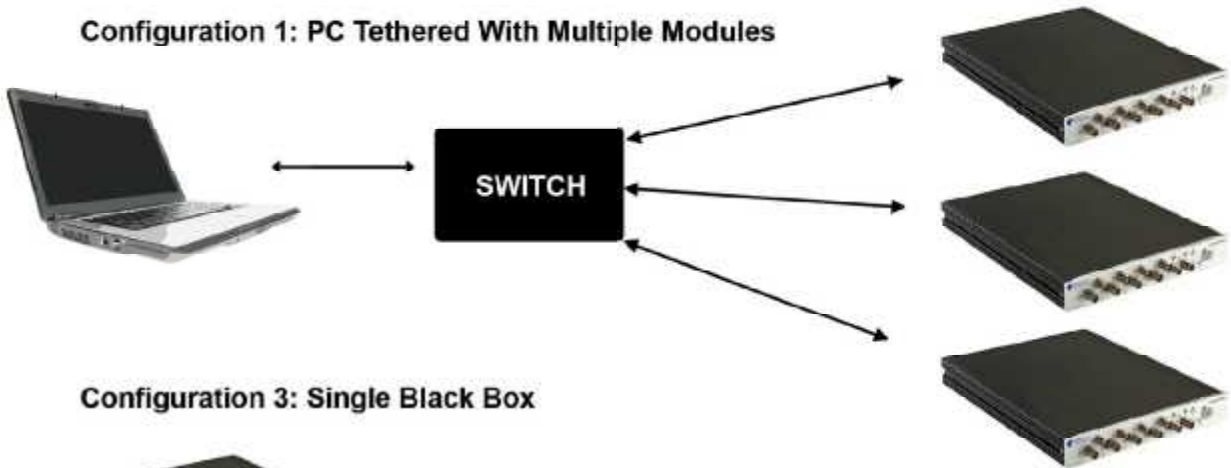 Configuration 1: PC Tethered With Multiple Modules
SWITCH
Configuration 3: Single Black Box